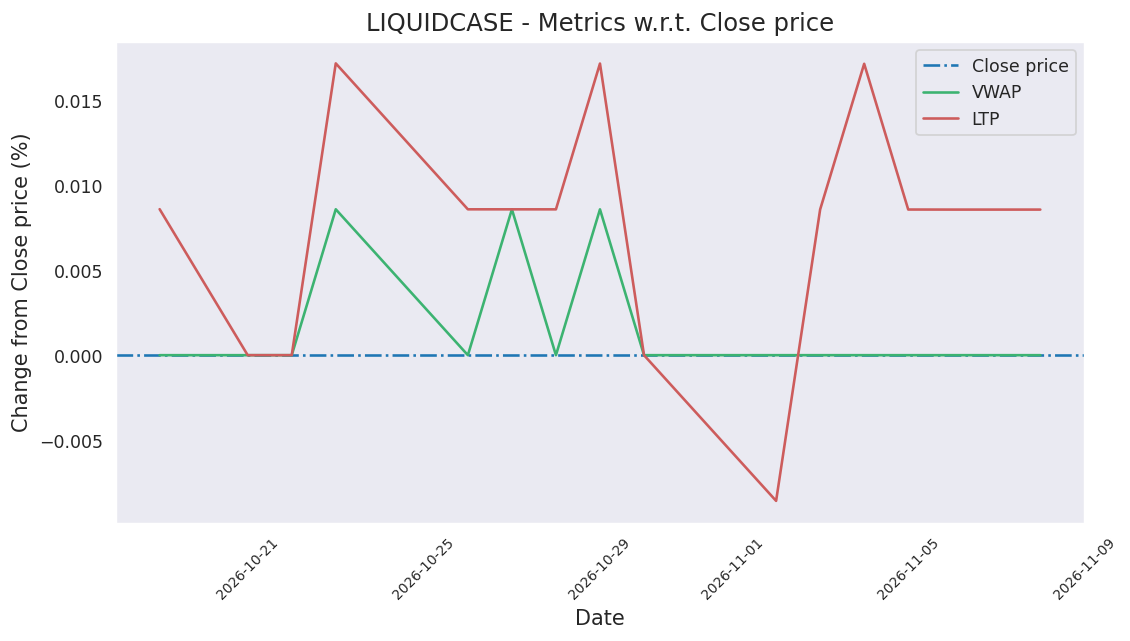 LIQUIDCASE - Metrics w.r.t. Close price
Close price
VWAP
LTP
Change from Close price (%)
0.015
0.010
0.005
0.000
−0.005
2026-10-21
2026-10-25
2026-10-29
2026-11-01
2026-11-05
2026-11-09
Date